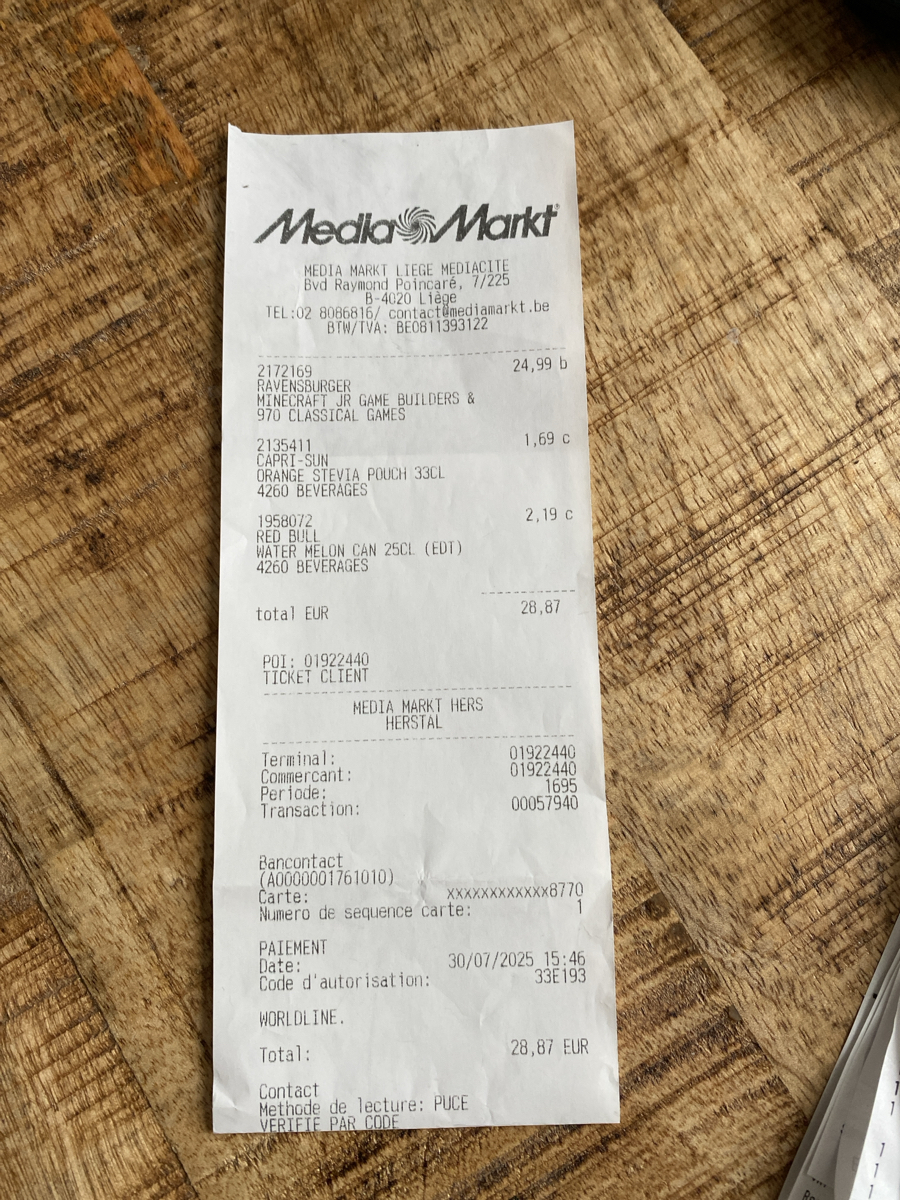 Media Markt
MEDIA MARKT LIEGE MEDIACITE
Bvd Raymond Poincaré, 7/225
B-4020 Liège
TEL:02 8086816/ contact@mediamarkt.be
BTW/TVA: BE0811393122
2172169 24,99 b
RAVENSBURGER
MINECRAFT JR GAME BUILDERS &
970 CLASSICAL GAMES
2135411 1,69 c
CAPRI-SUN
ORANGE STEVIA POUCH 33CL
4260 BEVERAGES
1958072 2,19 c
RED BULL
WATER MELON CAN 25CL (EDT)
4260 BEVERAGES
total EUR 28,87
POI: 01922440
TICKET CLIENT
MEDIA MARKT HERS
HERSTAL
Terminal: 01922440
Commercant: 01922440
Periode: 1695
Transaction: 00057940
Bancontact
(A0000001761010)
Carte: xxxxxxxxxxxx8770
Numero de sequence carte: 1
PAIEMENT
Date: 30/07/2025 15:46
Code d'autorisation: 33E193
WORLDLINE.
Total: 28,87 EUR
Contact
Methode de lecture: PUCE
VERIFIE PAR CODE